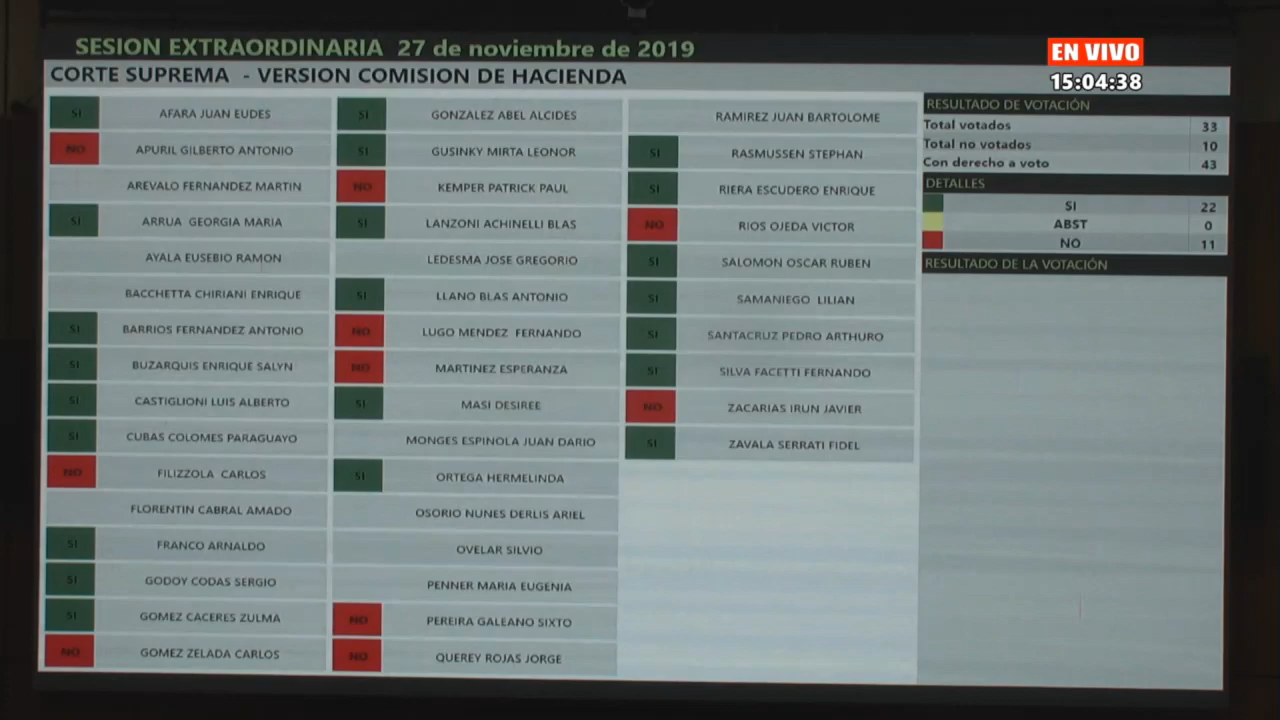 SESION EXTRAORDINARIA 27 de noviembre de 2019
EN VIVO
15:04:38
CORTE SUPREMA - VERSION COMISION DE HACIENDA
SI AFARA JUAN EUDES
NO APURIL GILBERTO ANTONIO
AREVALO FERNANDEZ MARTIN
SI ARRUA GEORGIA MARIA
AYALA EUSEBIO RAMON
BACCHETTA CHIRIANI ENRIQUE
SI BARRIOS FERNANDEZ ANTONIO
SI BUZARQUIS ENRIQUE SALYN
SI CASTIGLIONI LUIS ALBERTO
SI CUBAS COLOMES PARAGUAYO
NO FILIZZOLA CARLOS
FLORENTIN CABRAL AMADO
SI FRANCO ARNALDO
SI GODOY CODAS SERGIO
SI GOMEZ CACERES ZULMA
NO GOMEZ ZELADA CARLOS
SI GONZALEZ ABEL ALCIDES
SI GUSINKY MIRTA LEONOR
NO KEMPER PATRICK PAUL
SI LANZONI ACHINELLI BLAS
LEDESMA JOSE GREGORIO
SI LLANO BLAS ANTONIO
NO LUGO MENDEZ FERNANDO
NO MARTINEZ ESPERANZA
SI MASI DESIREE
MONGES ESPINOLA JUAN DARIO
SI ORTEGA HERMELINDA
OSORIO NUNES DERLIS ARIEL
OVELAR SILVIO
PENNER MARIA EUGENIA
NO PEREIRA GALEANO SIXTO
NO QUEREY ROJAS JORGE
RAMIREZ JUAN BARTOLOME
SI RASMUSSEN STEPHAN
SI RIERA ESCUDERO ENRIQUE
NO RIOS OJEDA VICTOR
SI SALOMON OSCAR RUBEN
SI SAMANIEGO LILIAN
SI SANTACRUZ PEDRO ARTHURO
SI SILVA FACETTI FERNANDO
NO ZACARIAS IRUN JAVIER
SI ZAVALA SERRATI FIDEL
RESULTADO DE VOTACIÓN
Total votados 33
Total no votados 10
Con derecho a voto 43
DETALLES
SI 22
ABST 0
NO 11
RESULTADO DE LA VOTACIÓN